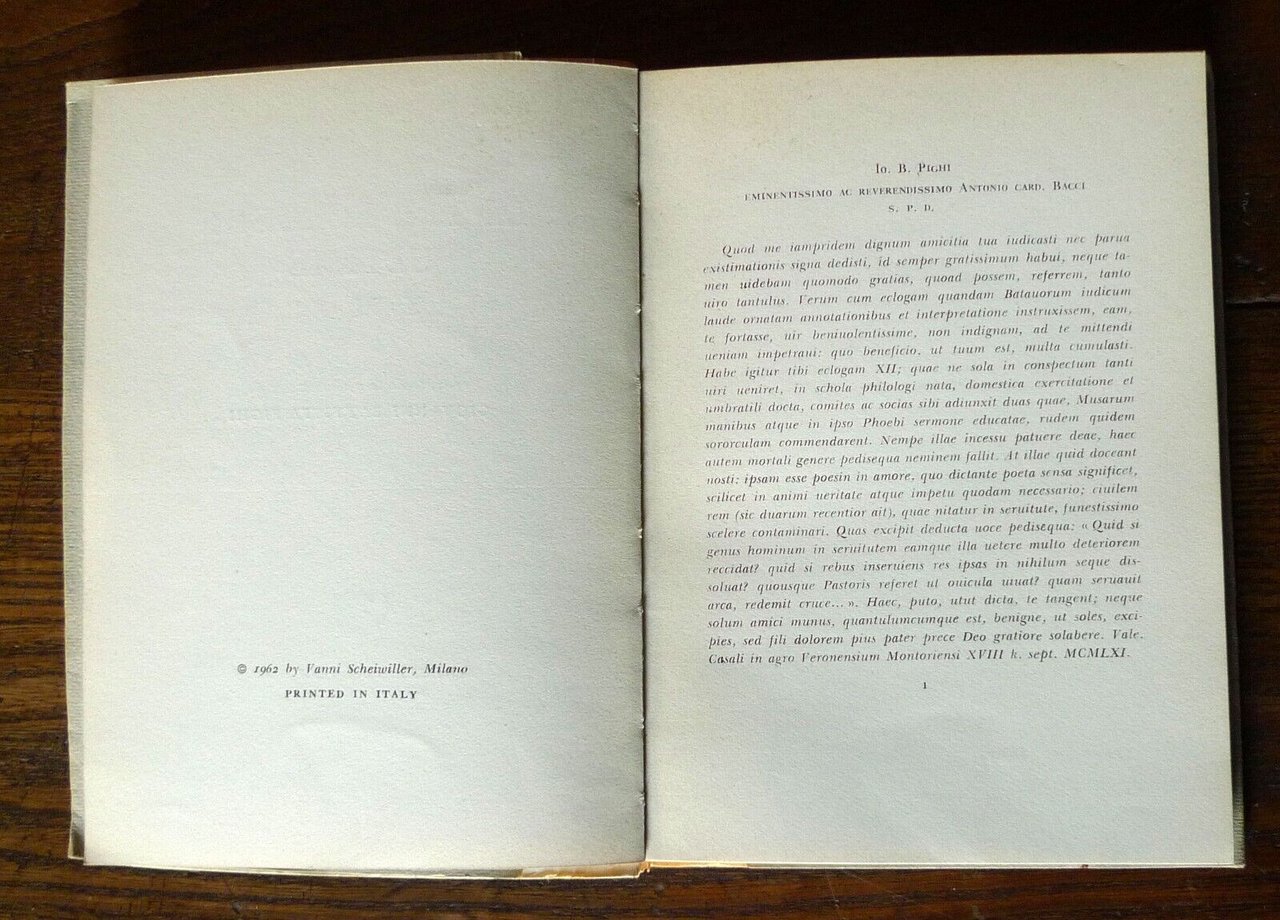 © 1962 by Vanni Scheiwiller, Milano
PRINTED IN ITALY
Io. B. Pighi
eminentissimo ac reverendissimo Antonio card. Bacci
s. p. d.
Quod me iampridem dignum amicitia tua iudicasti nec parua
existimationis signa dedisti, id semper gratissimum habui, neque ta-
men uidebam quomodo gratias, quoad possem, referrem, tanto
uiro tantulus. Verum cum eclogam quandam Batauorum iudicum
laude ornatam annotationibus et interpretatione instruxissem, eam,
te fortasse, uir beniuolentissime, non indignam, ad te mittendi
ueniam impetraui: quo beneficio, ut tuum est, multa cumulasti.
Habe igitur tibi eclogam XII; quae ne sola in conspectum tanti
uiri ueniret, in schola philologi nata, domestica exercitatione et
umbratili docta, comites ac socias sibi adiunxit duas quae, Musarum
manibus atque in ipso Phoebi sermone educatae, rudem quidem
sororculam commendarent. Nempe illae incessu patuere deae, haec
autem mortali genere pedisequa neminem fallit. At illae quid doceant
nosti: ipsam esse poesin in amore, quo dictante poeta sensa significet,
scilicet in animi ueritate atque impetu quodam necessario; ciuilem
rem (sic duarum recentior ait), quae nitatur in seruitute, funestissimo
scelere contaminari. Quas excipit deducta uoce pedisequa: « Quid si
genus hominum in seruitutem eamque illa uetere multo deteriorem
reccidat? quid si rebus inseruiens res ipsas in nihilum seque dis-
soluat? quousque Pastoris referet ut ouicula uiuat? quam seruauit
arca, redemit cruce... ». Haec, puto, utut dicta, te tangent; neque
solum amici munus, quantulumcumque est, benigne, ut soles, exci-
pies, sed fili dolorem pius pater prece Deo gratiore solabere. Vale.
Casali in agro Veronensium Montoriensi XVIII k. sept. MCMLXI.
1